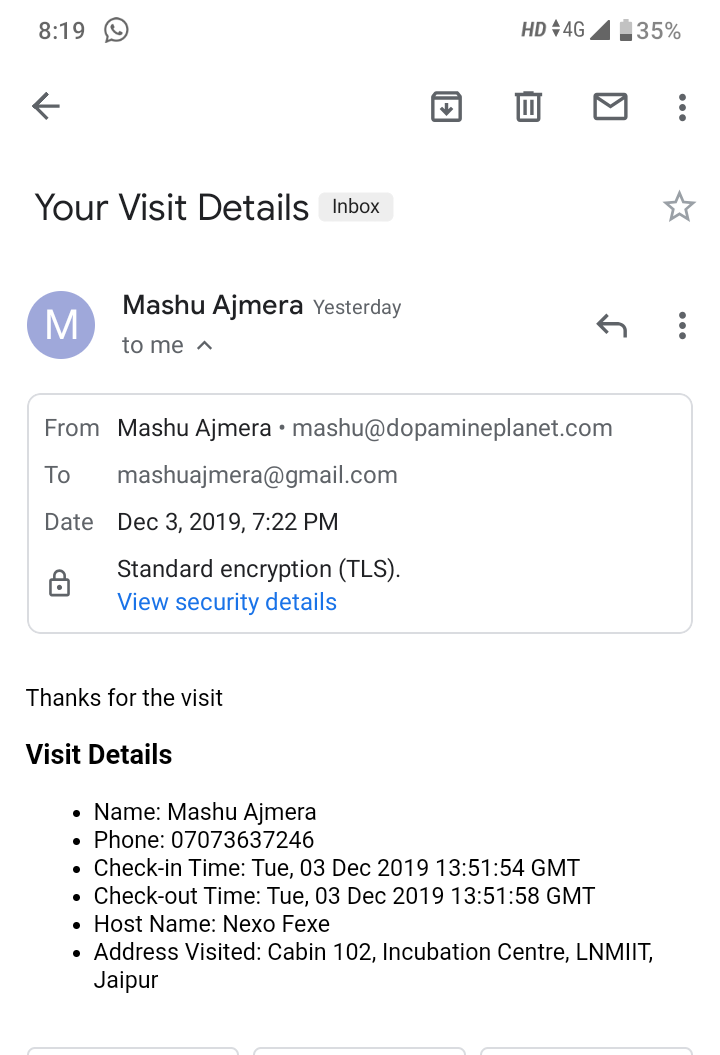 8:19 HD 4G 35%
Your Visit Details Inbox
M
Mashu Ajmera Yesterday
to me
From Mashu Ajmera • mashu@dopamineplanet.com
To mashuajmera@gmail.com
Date Dec 3, 2019, 7:22 PM
Standard encryption (TLS).
View security details
Thanks for the visit
Visit Details
• Name: Mashu Ajmera
• Phone: 07073637246
• Check-in Time: Tue, 03 Dec 2019 13:51:54 GMT
• Check-out Time: Tue, 03 Dec 2019 13:51:58 GMT
• Host Name: Nexo Fexe
• Address Visited: Cabin 102, Incubation Centre, LNMIIT,
Jaipur